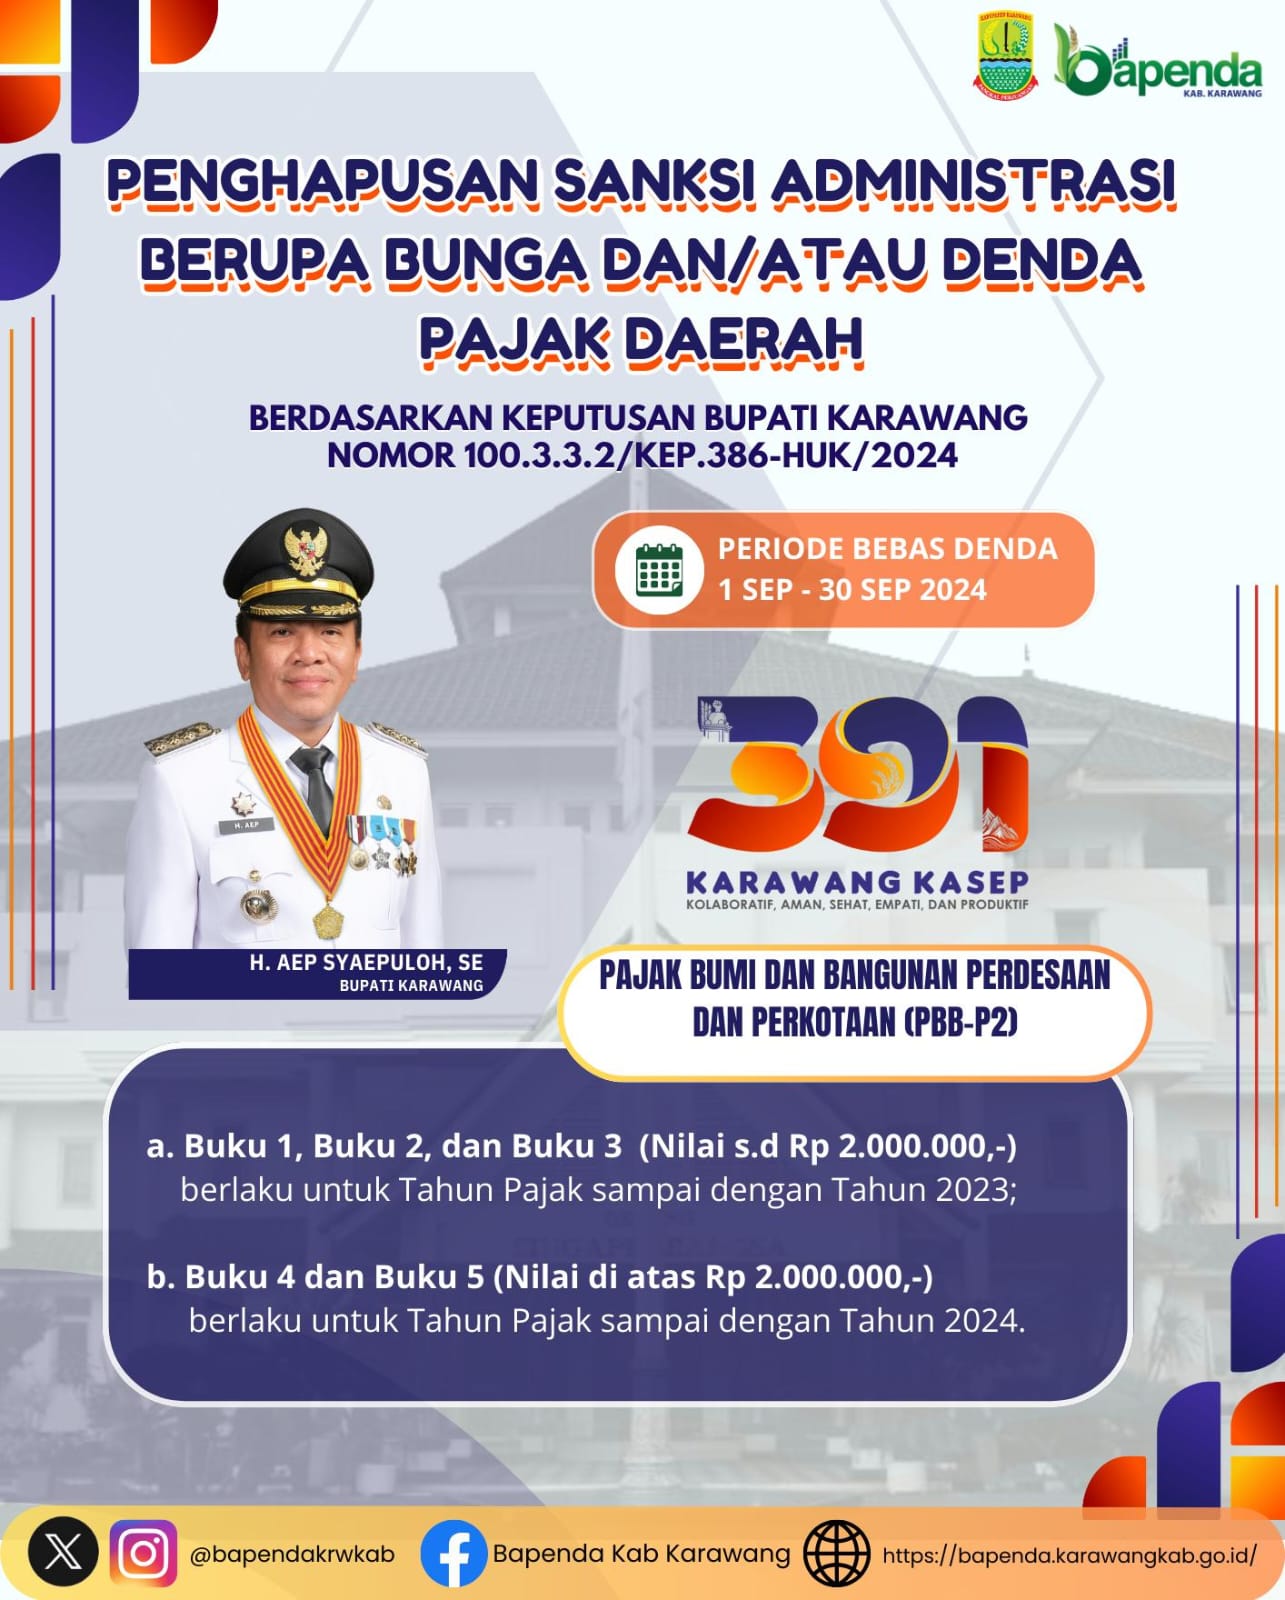 KABUPATEN KARAWANG
PANGKAL PERJUANGAN
bapenda
KAB. KARAWANG
PENGHAPUSAN SANKSI ADMINISTRASI
BERUPA BUNGA DAN/ATAU DENDA
PAJAK DAERAH
BERDASARKAN KEPUTUSAN BUPATI KARAWANG
NOMOR 100.3.3.2/KEP.386-HUK/2024
PERIODE BEBAS DENDA
1 SEP - 30 SEP 2024
391
KARAWANG KASEP
KOLABORATIF, AMAN, SEHAT, EMPATI, DAN PRODUKTIF
H. AEP
H. AEP SYAEPULOH, SE
BUPATI KARAWANG
PAJAK BUMI DAN BANGUNAN PERDESAAN
DAN PERKOTAAN (PBB-P2)
a. Buku 1, Buku 2, dan Buku 3 (Nilai s.d Rp 2.000.000,-)
berlaku untuk Tahun Pajak sampai dengan Tahun 2023;
b. Buku 4 dan Buku 5 (Nilai di atas Rp 2.000.000,-)
berlaku untuk Tahun Pajak sampai dengan Tahun 2024.
@bapendakrwkab
Bapenda Kab Karawang
https://bapenda.karawangkab.go.id/